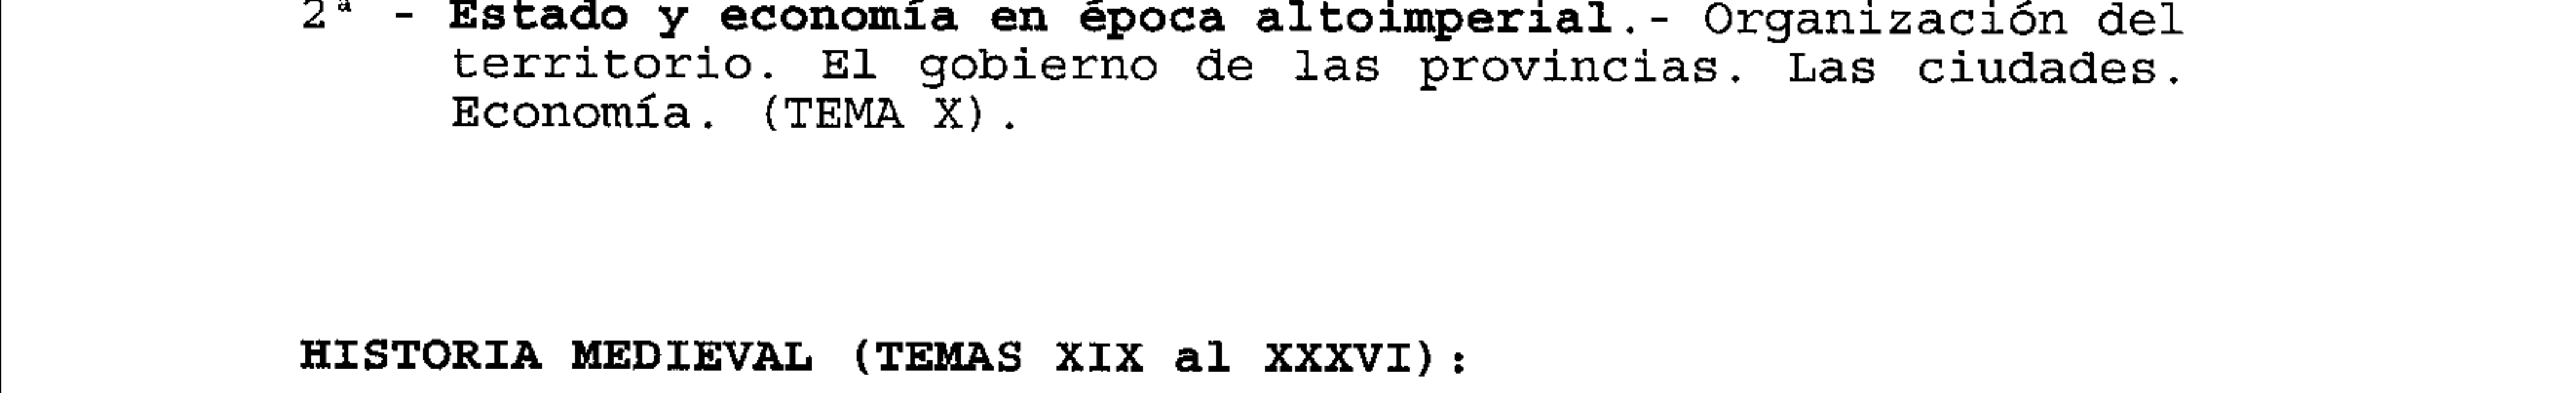 2ª - Estado y economía en época altoimperial.- Organización del
territorio. El gobierno de las provincias. Las ciudades.
Economía. (TEMA X).
HISTORIA MEDIEVAL (TEMAS XIX al XXXVI):